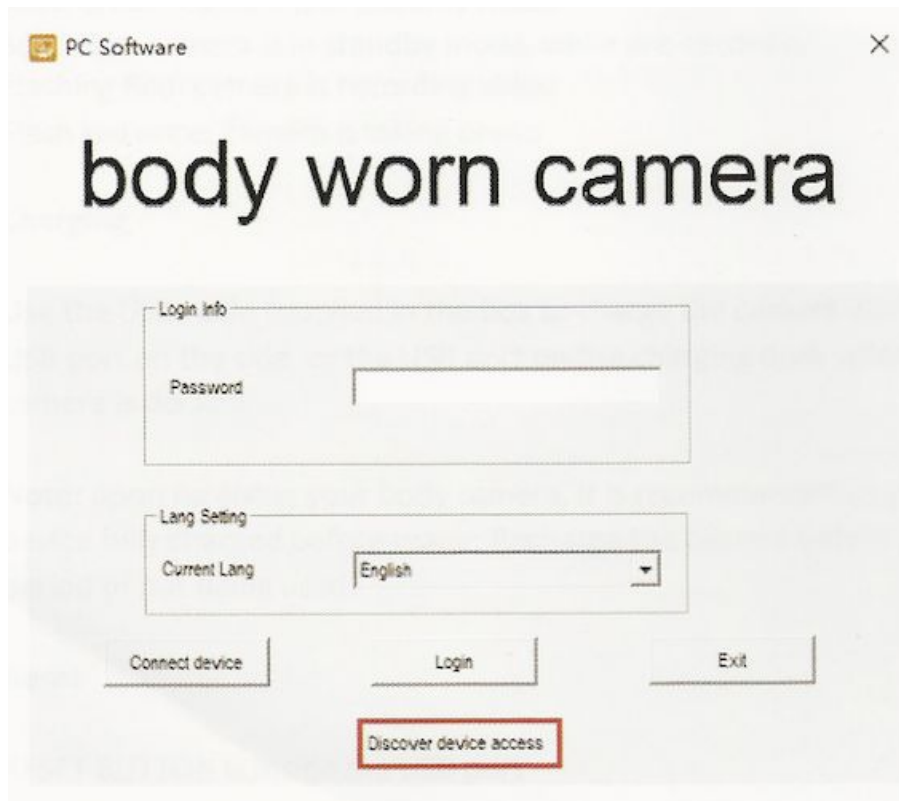 PC Software
body worn camera
Login Info
Password
Lang Setting
Current Lang
English
Connect device
Login
Exit
Discover device access